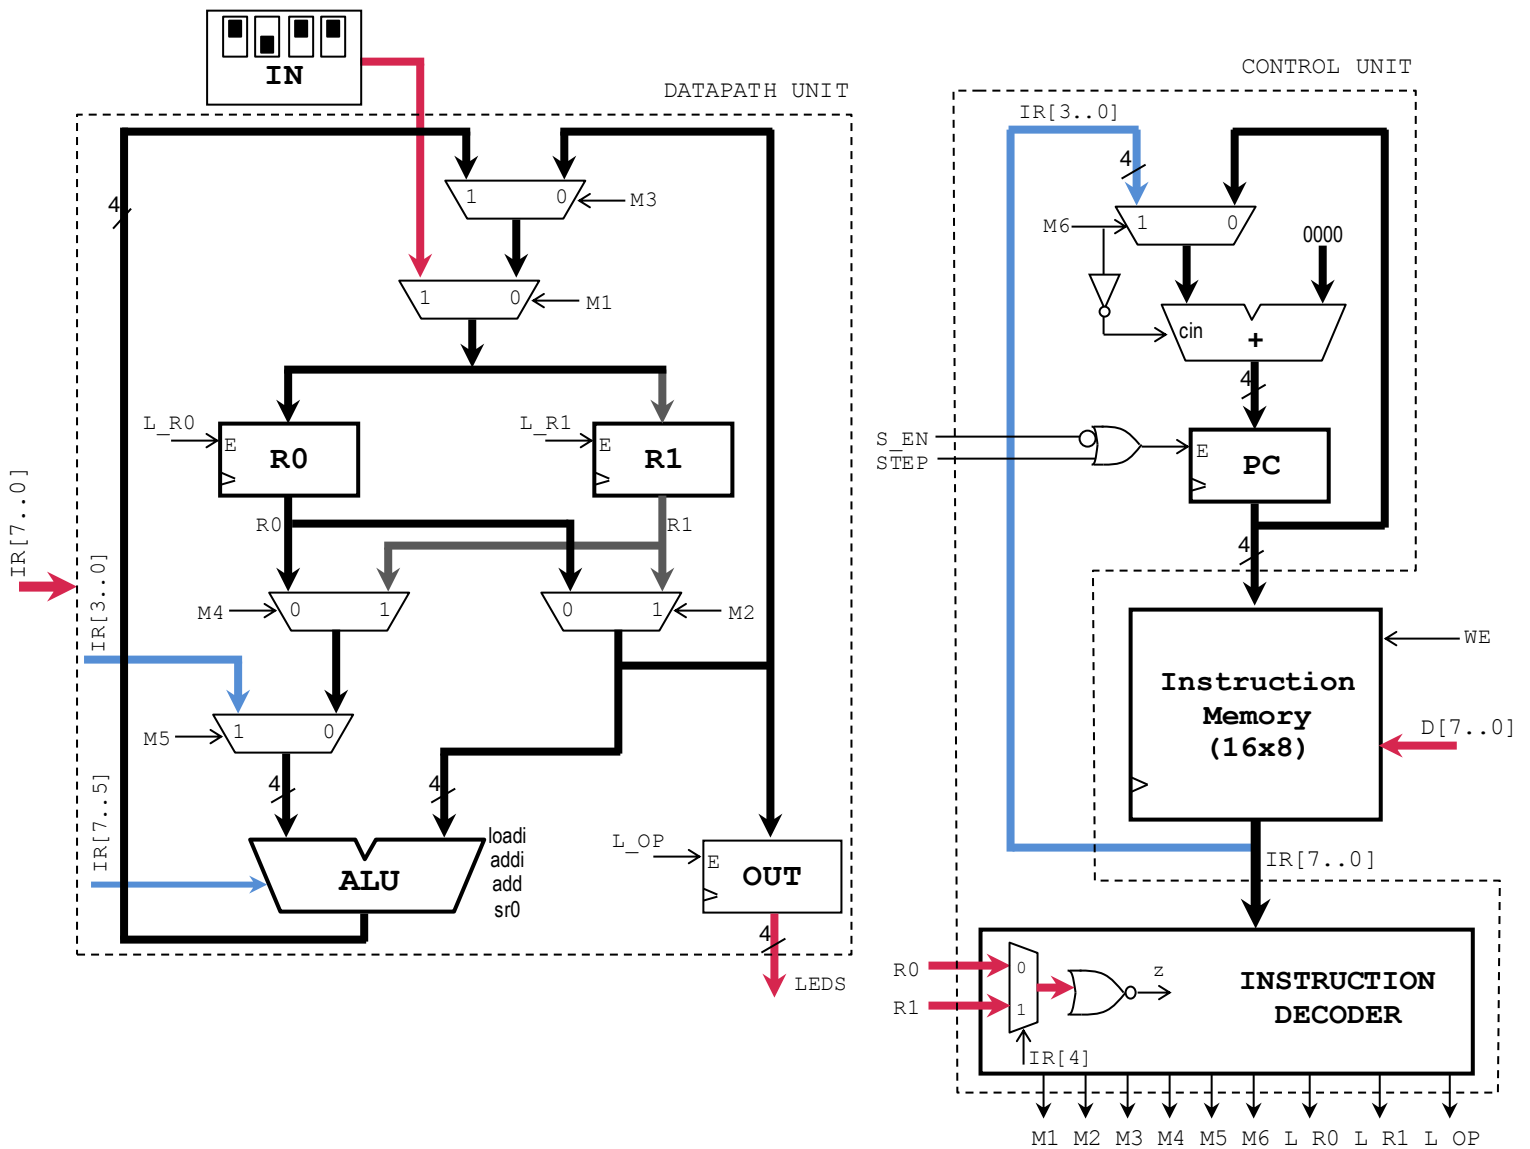 IN
DATAPATH UNIT
4
1 0
M3
1 0
M1
L_R0
E
R0
L_R1
E
R1
R0
R1
IR[7..0]
IR[3..0]
M4
0 1
0 1
M2
M5
1 0
4
4
IR[7..5]
ALU
loadi
addi
add
sr0
L_OP
E
OUT
4
LEDS
CONTROL UNIT
IR[3..0]
4
M6
1 0
0000
cin
+
4
S_EN
STEP
E
PC
4
WE
Instruction
Memory
(16x8)
D[7..0]
IR[7..0]
R0
0
z
R1
1
IR[4]
INSTRUCTION
DECODER
M1 M2 M3 M4 M5 M6 L R0 L R1 L OP